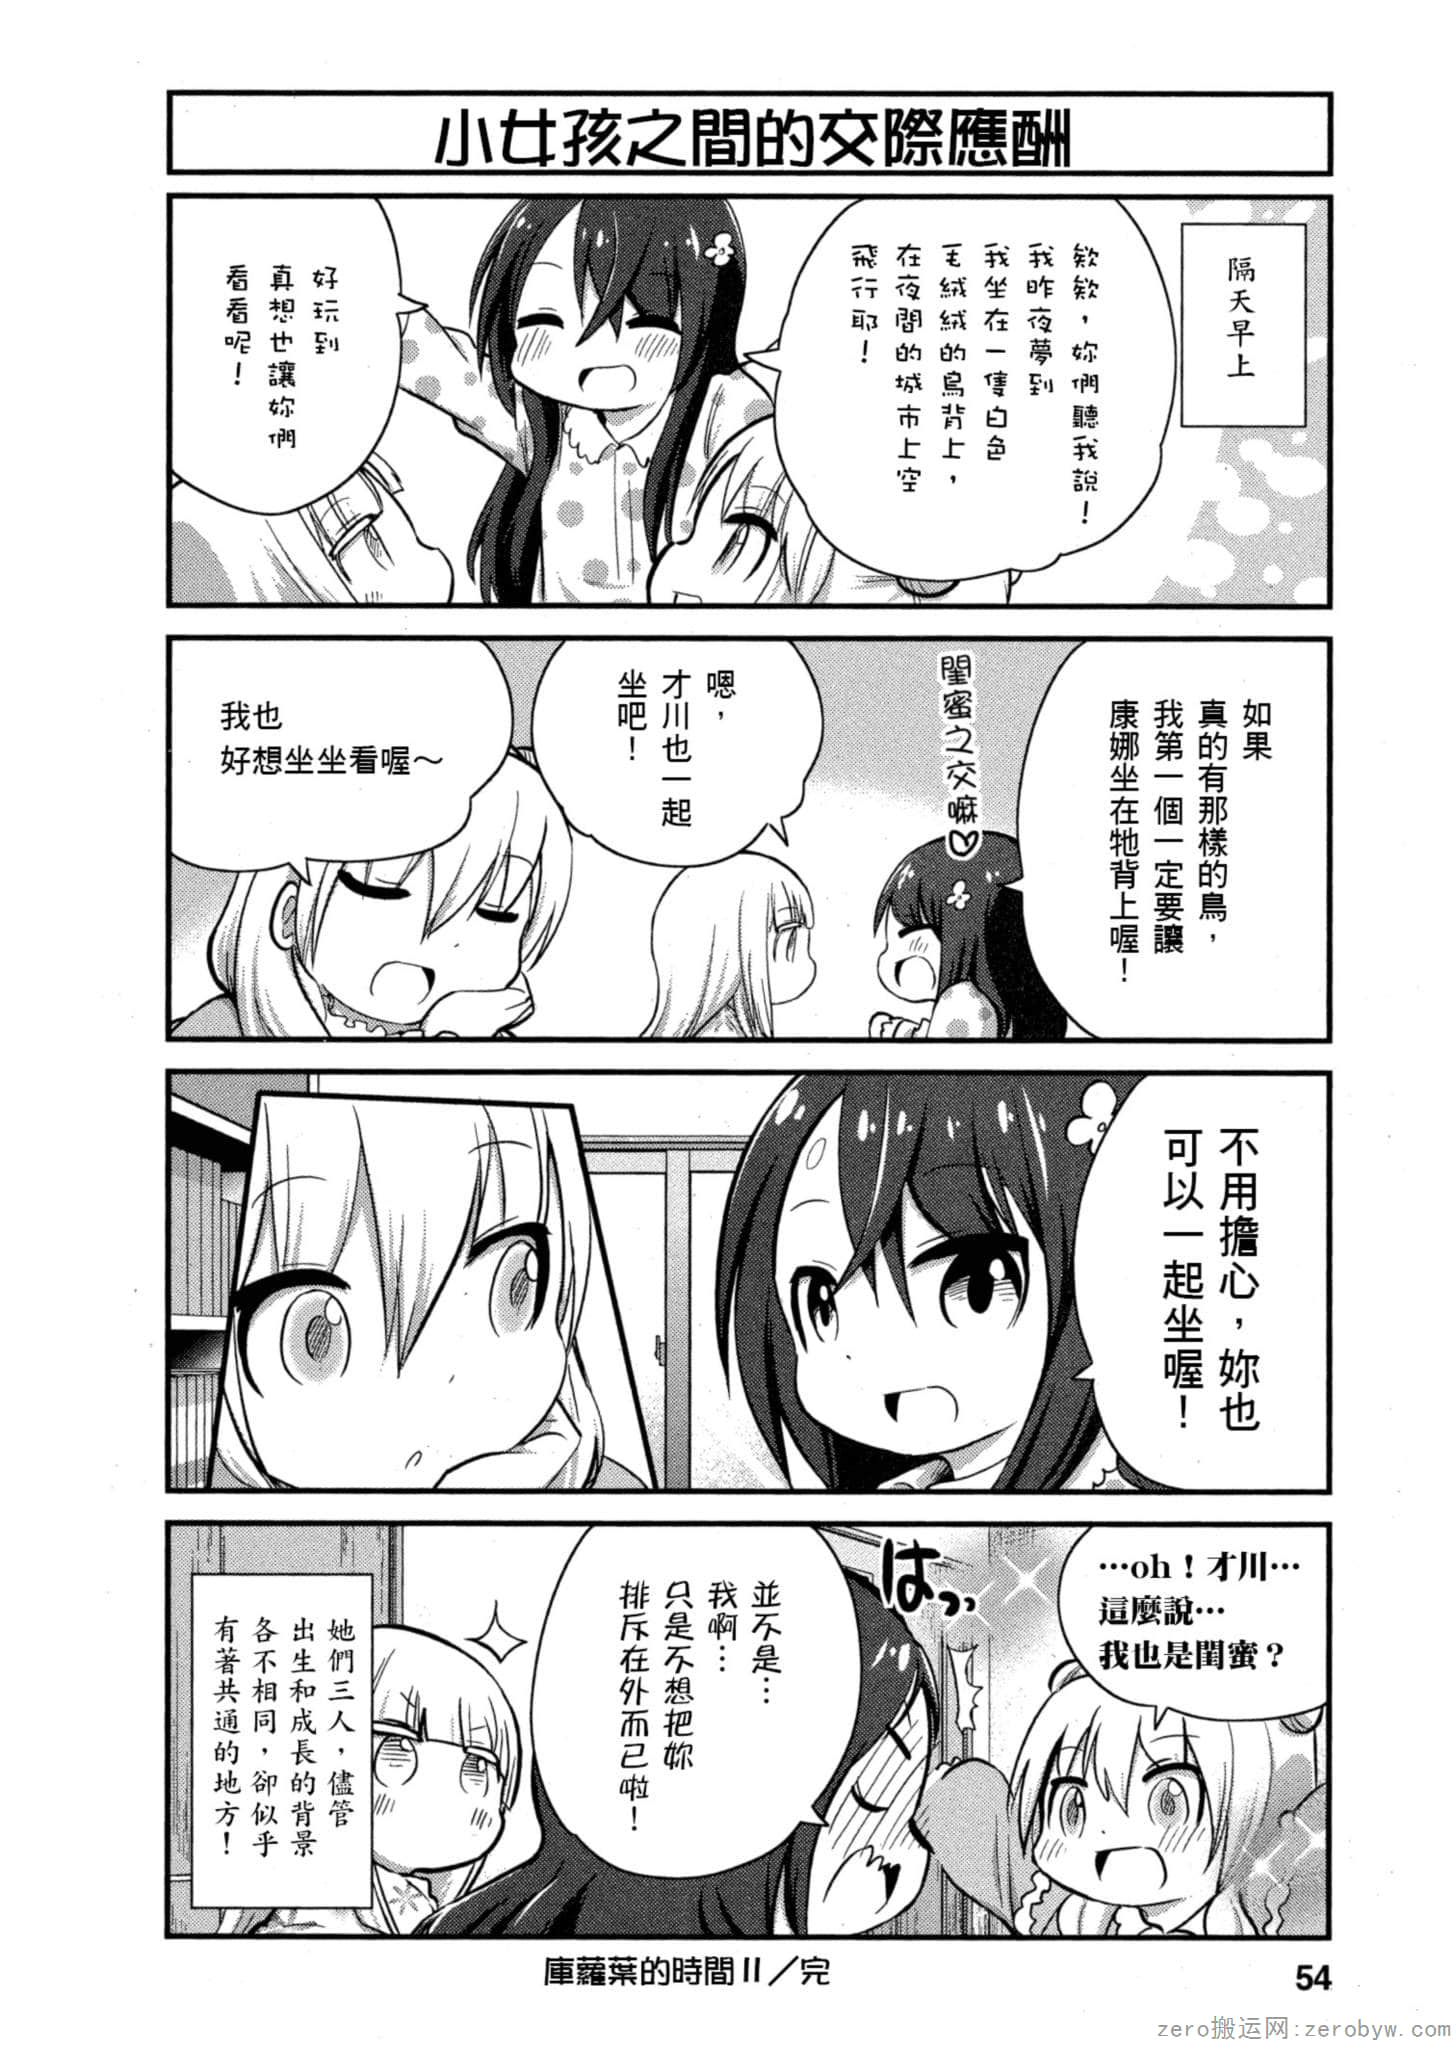 小女孩之間的交際應酬
隔天早上
欸欸，妳們聽我說！
我昨夜夢到
我坐在一隻白色
毛絨絨的鳥背上，
在夜間的城市上空
飛行耶！
好玩到
真想也讓妳們
看看呢！
如果
真的有那樣的鳥，
我第一個一定要讓
康娜坐在牠背上喔！
閨蜜之交嘛♡
嗯，
才川也一起
坐吧！
我也
好想坐坐看喔～
不用擔心，妳也
可以一起坐喔！
…oh！才川…
這麼說…
我也是閨蜜？
はっ
並不是…
我啊…
只是不想把妳
排斥在外而已啦！
她們三人，儘管
出生和成長的背景
各不相同，卻似乎
有著共通的地方！
庫蘿葉的時間II／完
54
zero搬运网:zerobyw.com